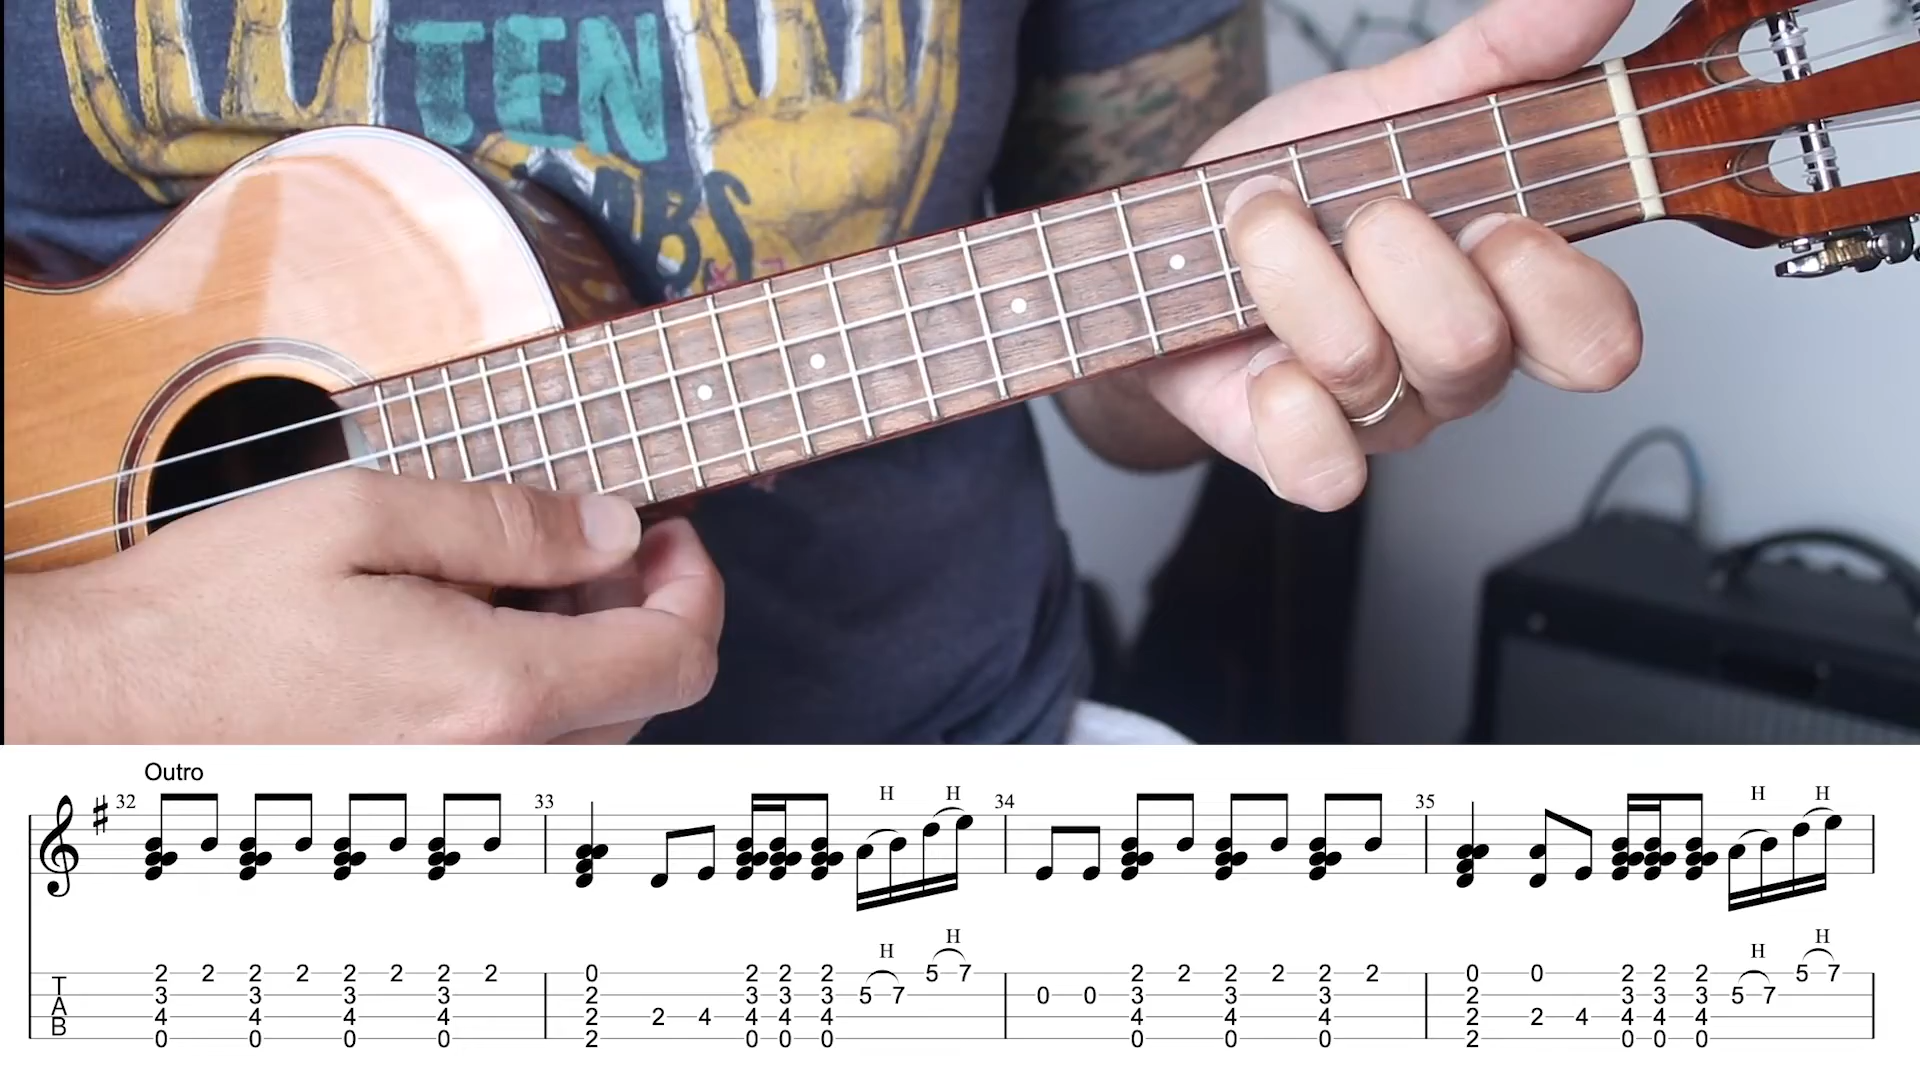 TEN
ABS
Outro
32 33 34 35
H H H H
H H H H
T 2 2 2 2 2 2 2 2 0 2 2 2 5 7 2 2 2 2 2 2 0 0 2 2 2 5 7
A 3 3 3 3 2 3 3 3 5 7 0 0 3 3 3 2 3 3 3 5 7
B 4 4 4 4 2 2 4 4 4 4 4 4 4 2 2 4 4 4 4
0 0 0 0 2 0 0 0 0 0 0 2 0 0 0